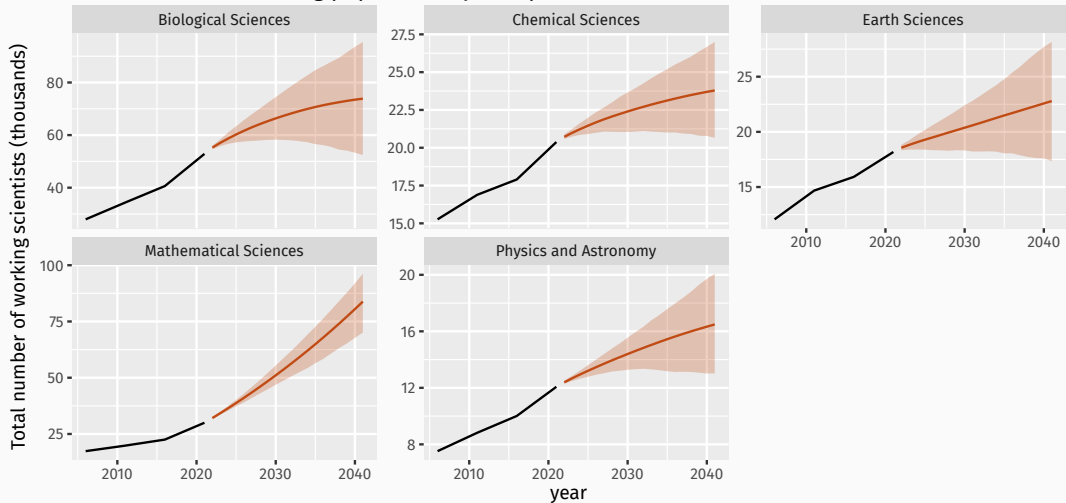 Biological Sciences
Chemical Sciences
Earth Sciences
80
60
40
27.5
25.0
22.5
20.0
17.5
15.0
25
20
15
2010 2020 2030 2040
Mathematical Sciences
Physics and Astronomy
100
75
50
25
20
16
12
8
2010 2020 2030 2040
2010 2020 2030 2040
year
Total number of working scientists (thousands)